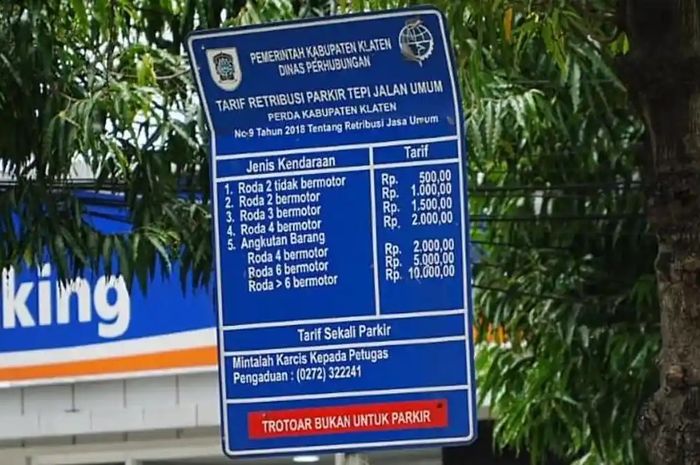 PEMERINTAH KABUPATEN KLATEN
DINAS PERHUBUNGAN
TARIF RETRIBUSI PARKIR TEPI JALAN UMUM
PERDA KABUPATEN KLATEN
No.9 Tahun 2018 Tentang Retribusi Jasa Umum
Jenis Kendaraan Tarif
1. Roda 2 tidak bermotor Rp. 500,00
2. Roda 2 bermotor Rp. 1.000,00
3. Roda 3 bermotor Rp. 1.500,00
4. Roda 4 bermotor Rp. 2.000,00
5. Angkutan Barang
Roda 4 bermotor Rp. 2.000,00
Roda 6 bermotor Rp. 5.000,00
Roda > 6 bermotor Rp. 10.000,00
Tarif Sekali Parkir
Mintalah Karcis Kepada Petugas
Pengaduan : (0272) 322241
TROTOAR BUKAN UNTUK PARKIR
king